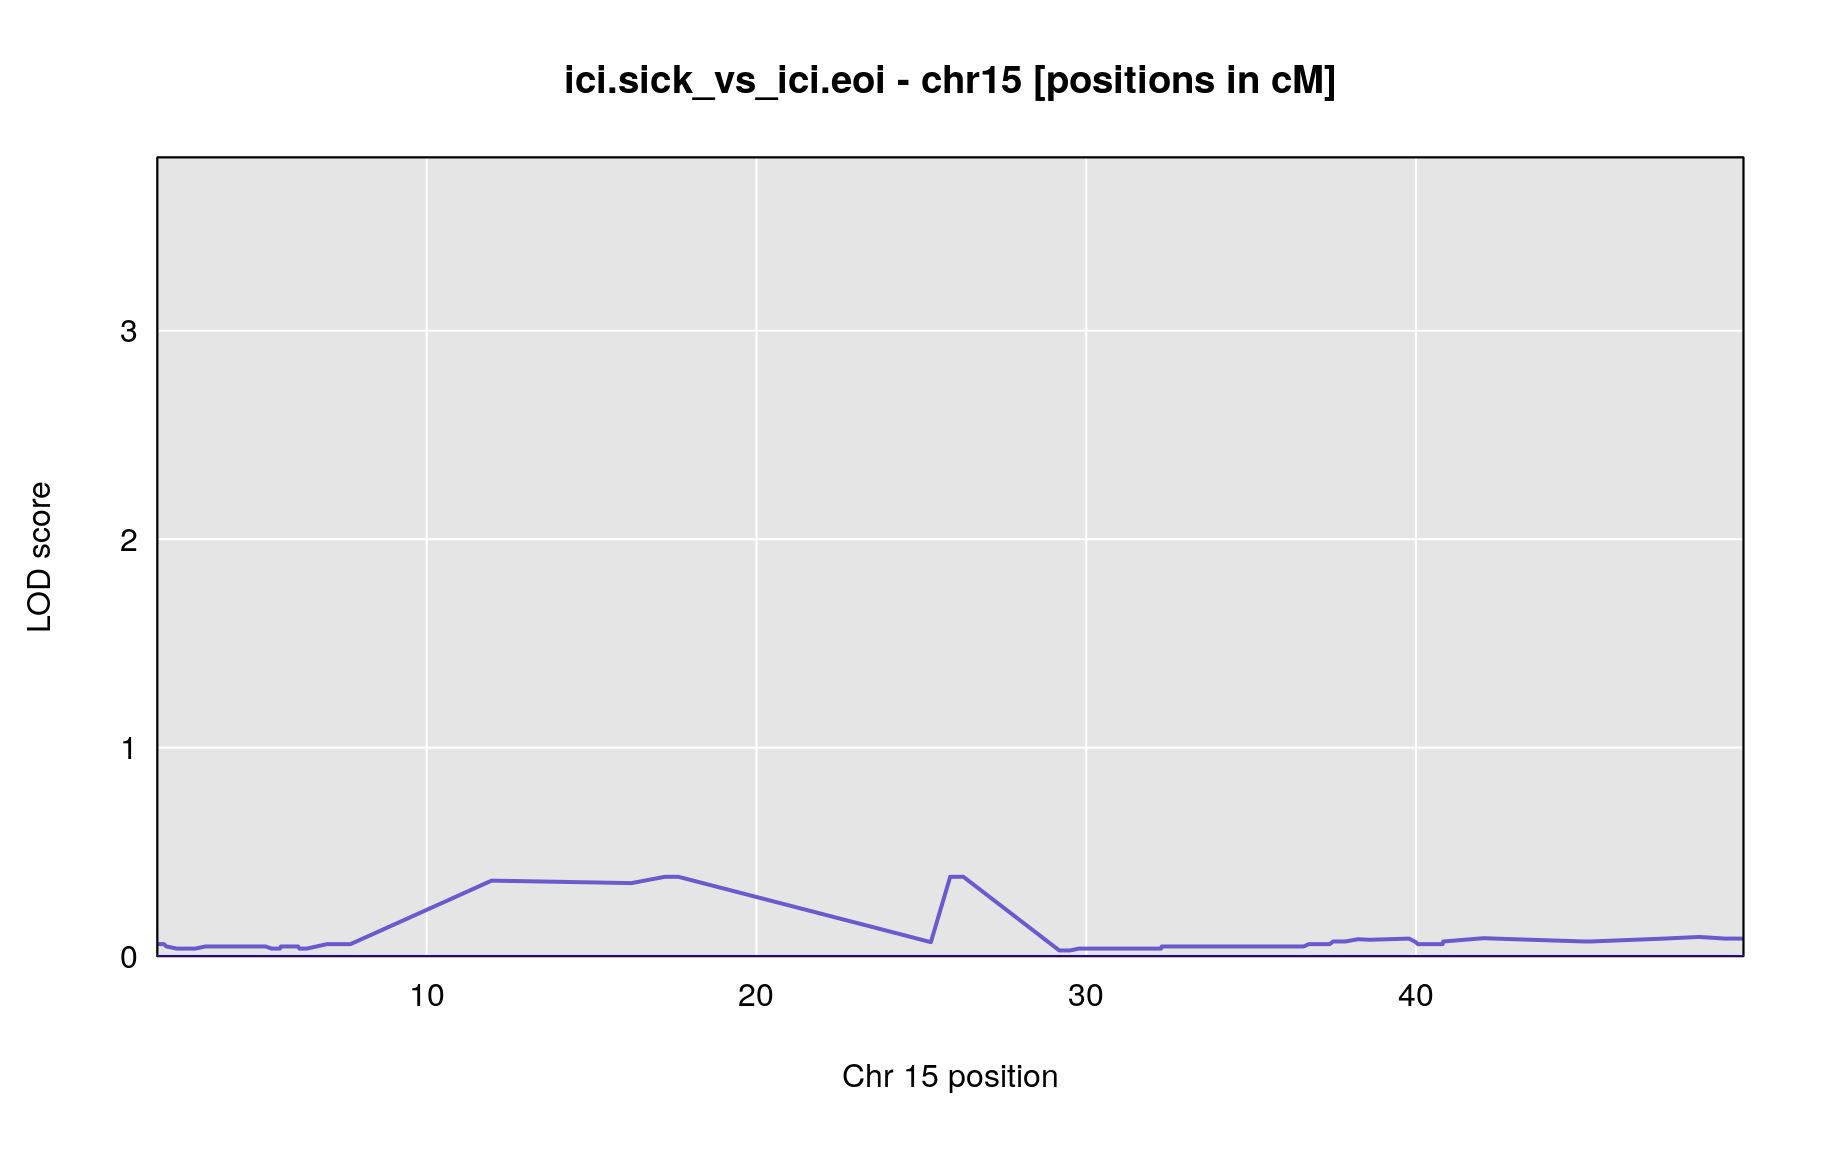 ici.sick_vs_ici.eoi - chr15 [positions in cM]
LOD score
3
2
1
0
10 20 30 40
Chr 15 position